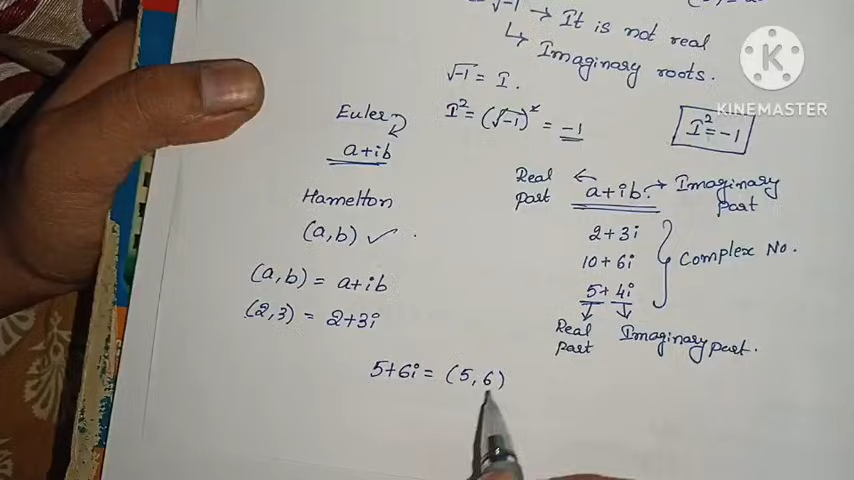 √-1 → It is not real
↳ Imaginary roots.
√-1 = I.
I² = (√-1)² = -1
I² = -1
Euler
a+ib
Hamelton
(a,b) ✓
(a,b) = a+ib
(2,3) = 2+3i
Real part ← a+ib → Imaginary part
2+3i
10+6i
5+4i
Complex No.
Real part
Imaginary part.
5+6i = (5,6)
K
KINEMASTER